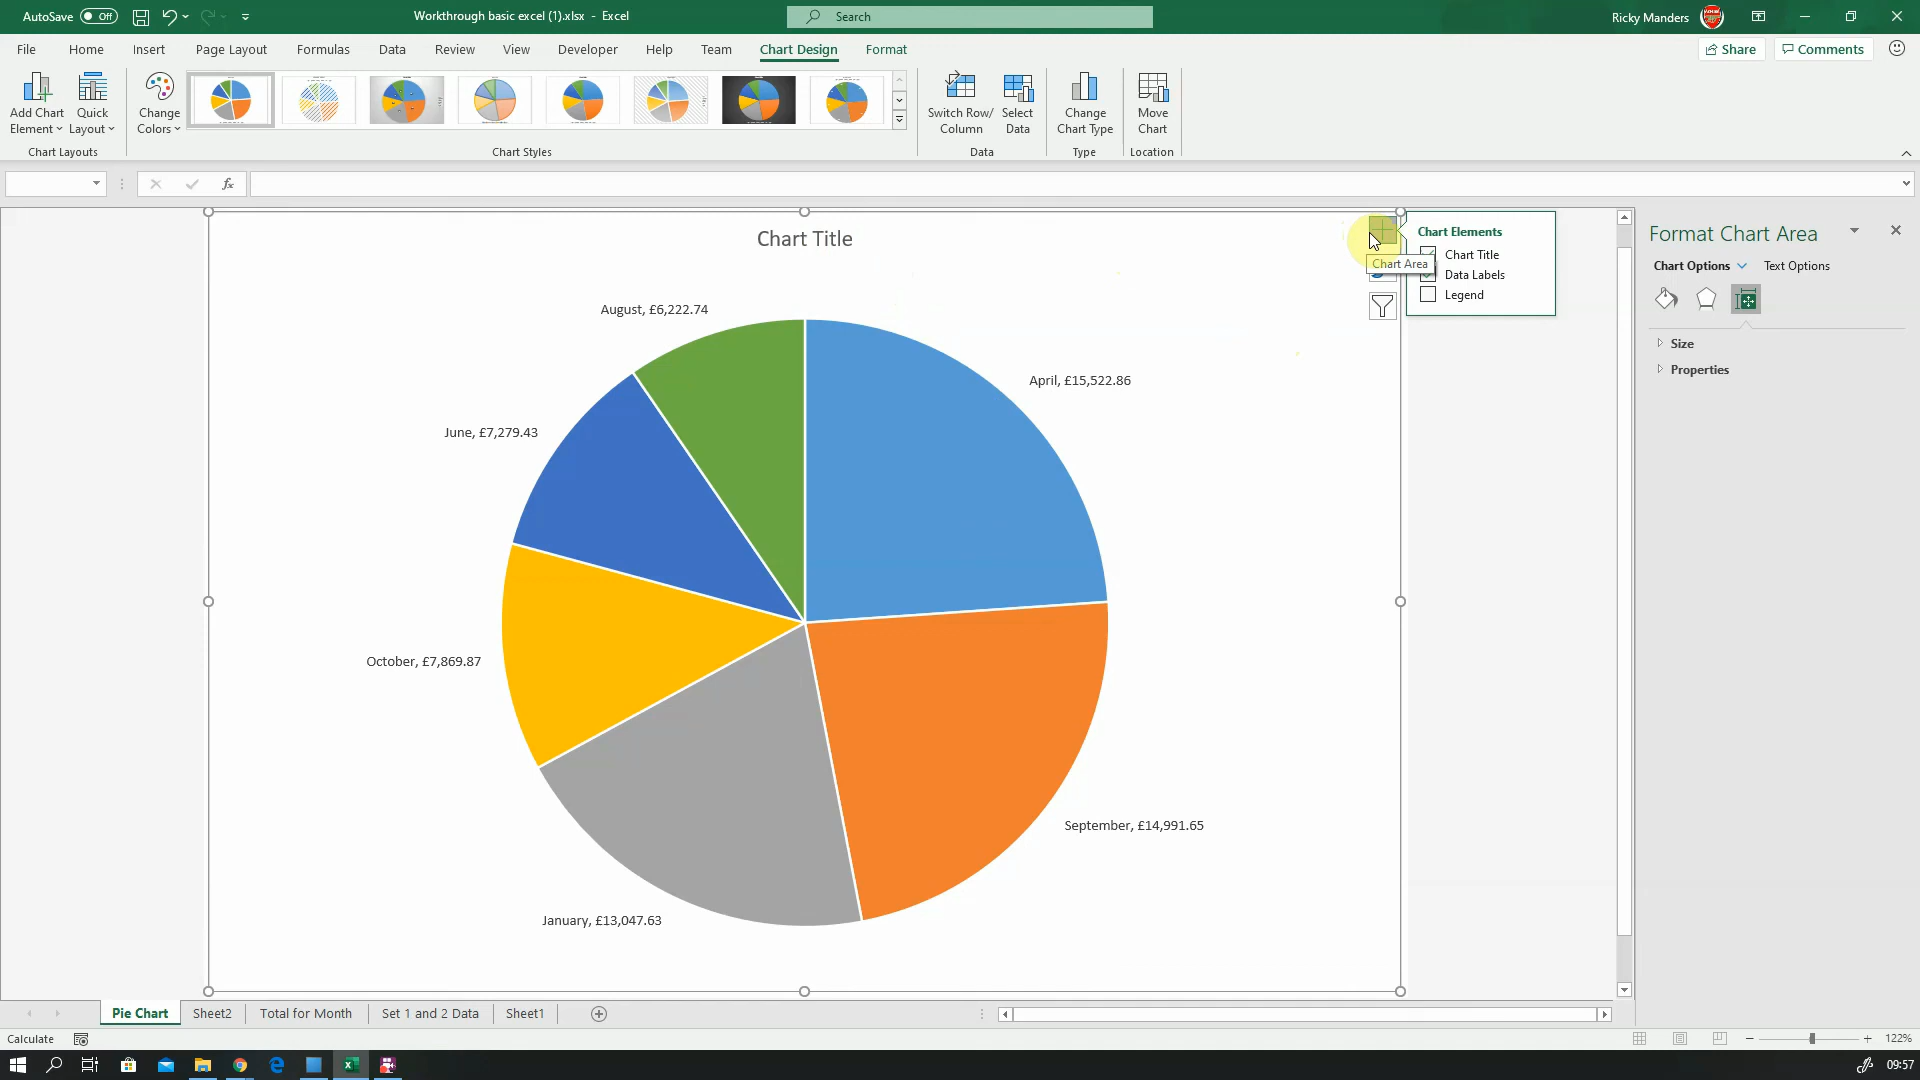 AutoSave Off
Workthrough basic excel (1).xlsx - Excel
Search
Ricky Manders
File Home Insert Page Layout Formulas Data Review View Developer Help Team Chart Design Format
Share Comments
Add Chart Element
Quick Layout
Change Colors
Switch Row/ Column
Select Data
Change Chart Type
Move Chart
Chart Layouts
Chart Styles
Data
Type
Location
fx
Chart Title
Chart Elements
Chart Title
Chart Area
Data Labels
Legend
Format Chart Area
Chart Options Text Options
Size
Properties
August, £6,222.74
April, £15,522.86
June, £7,279.43
October, £7,869.87
September, £14,991.65
January, £13,047.63
Pie Chart Sheet2 Total for Month Set 1 and 2 Data Sheet1
Calculate
122%
09:57